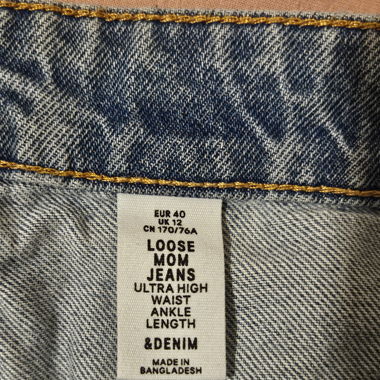 EUR 40
UK 12
CN 170/76A
LOOSE
MOM
JEANS
ULTRA HIGH
WAIST
ANKLE
LENGTH
&DENIM
MADE IN
BANGLADESH